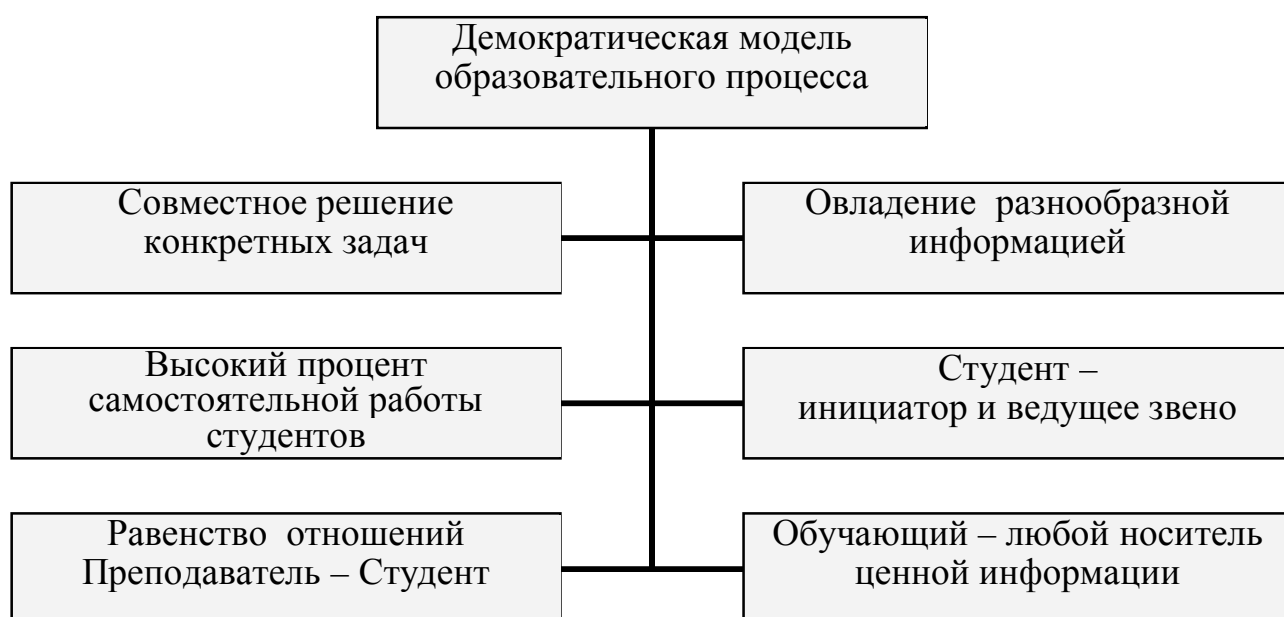 Демократическая модель
образовательного процесса
Совместное решение
конкретных задач
Овладение разнообразной
информацией
Высокий процент
самостоятельной работы
студентов
Студент –
инициатор и ведущее звено
Равенство отношений
Преподаватель – Студент
Обучающий – любой носитель
ценной информации